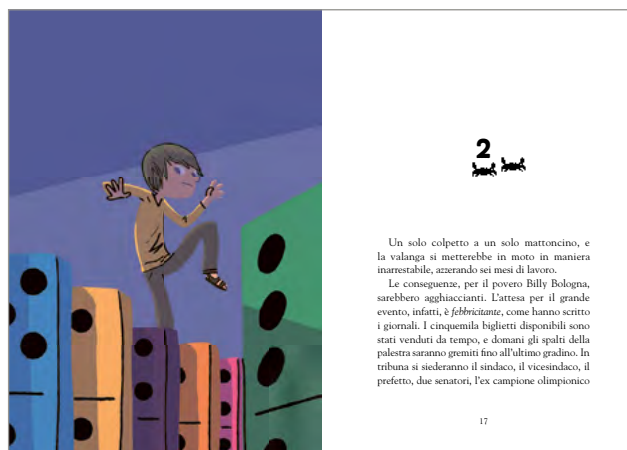 2
Un solo colpetto a un solo mattoncino, e
la valanga si metterebbe in moto in maniera
inarrestabile, azzerando sei mesi di lavoro.
Le conseguenze, per il povero Billy Bologna,
sarebbero agghiaccianti. L'attesa per il grande
evento, infatti, è febbricitante, come hanno scritto
i giornali. I cinquemila biglietti disponibili sono
stati venduti da tempo, e domani gli spalti della
palestra saranno gremiti fino all'ultimo gradino. In
tribuna si siederanno il sindaco, il vicesindaco, il
prefetto, due senatori, l'ex campione olimpionico
17